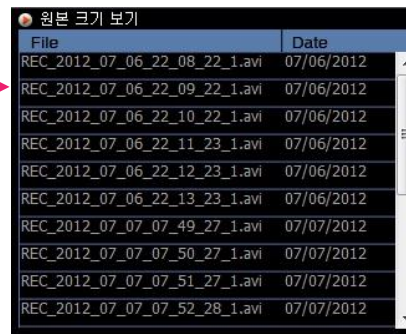 원본 크기 보기
File Date
REC_2012_07_06_22_08_22_1.avi 07/06/2012
REC_2012_07_06_22_09_22_1.avi 07/06/2012
REC_2012_07_06_22_10_22_1.avi 07/06/2012
REC_2012_07_06_22_11_23_1.avi 07/06/2012
REC_2012_07_06_22_12_23_1.avi 07/06/2012
REC_2012_07_06_22_13_23_1.avi 07/06/2012
REC_2012_07_07_07_49_27_1.avi 07/07/2012
REC_2012_07_07_07_50_27_1.avi 07/07/2012
REC_2012_07_07_07_51_27_1.avi 07/07/2012
REC_2012_07_07_07_52_28_1.avi 07/07/2012